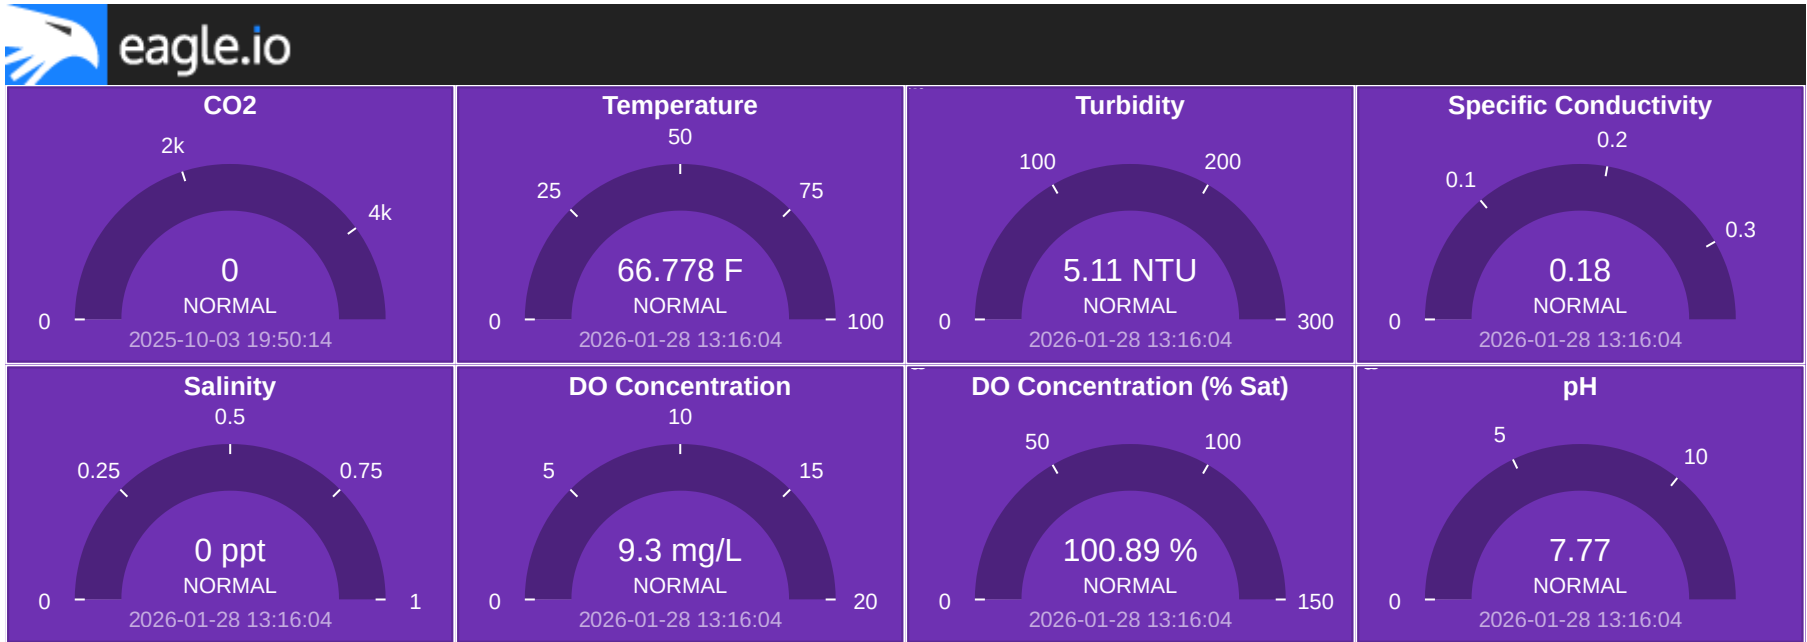 eagle.io
CO2
2k
4k
0
0
NORMAL
2025-10-03 19:50:14
Temperature
50
25
75
66.778 F
NORMAL
0
100
2026-01-28 13:16:04
Turbidity
100
200
5.11 NTU
NORMAL
0
300
2026-01-28 13:16:04
Specific Conductivity
0.2
0.1
0.3
0.18
NORMAL
0
2026-01-28 13:16:04
Salinity
0.5
0.25
0.75
0 ppt
NORMAL
0
1
2026-01-28 13:16:04
DO Concentration
10
5
15
9.3 mg/L
NORMAL
0
20
2026-01-28 13:16:04
DO Concentration (% Sat)
50
100
100.89 %
NORMAL
0
150
2026-01-28 13:16:04
pH
5
10
7.77
NORMAL
0
2026-01-28 13:16:04